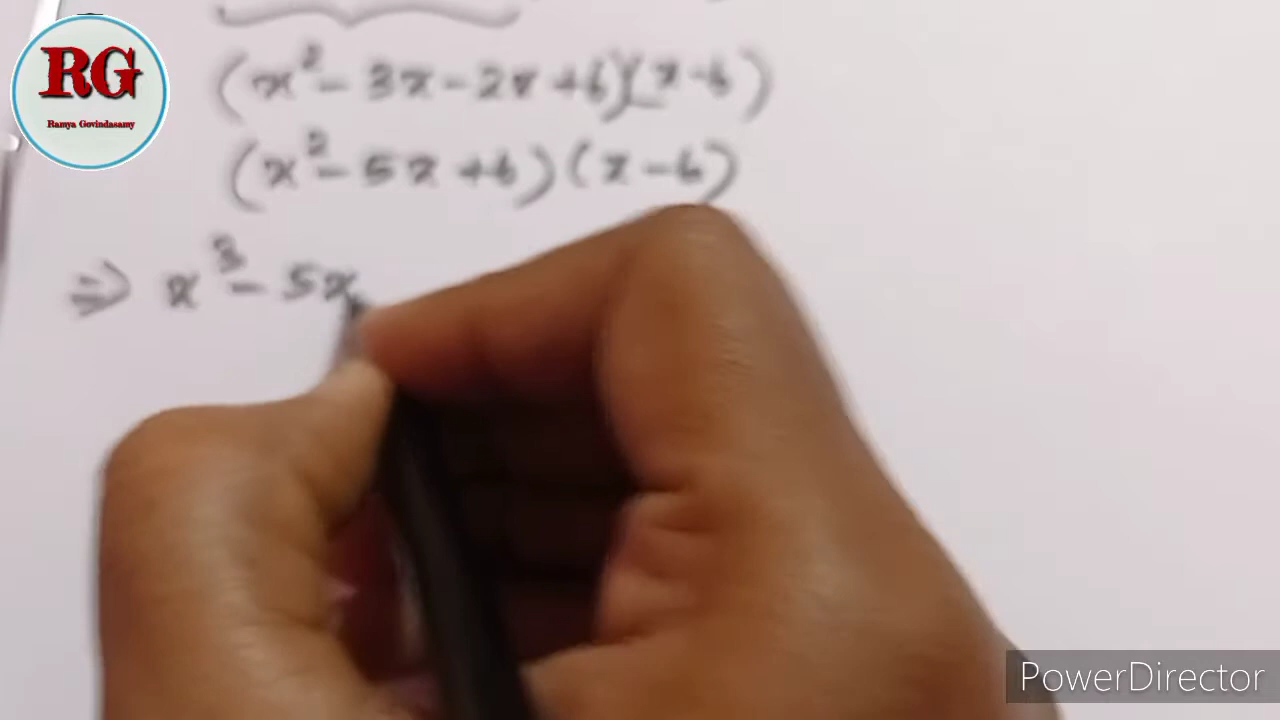 RG
Ramya Govindasamy
(x² - 3x - 2x + 6)(x - 6)
(x² - 5x + 6)(x - 6)
⇒ x³ - 5x
PowerDirector